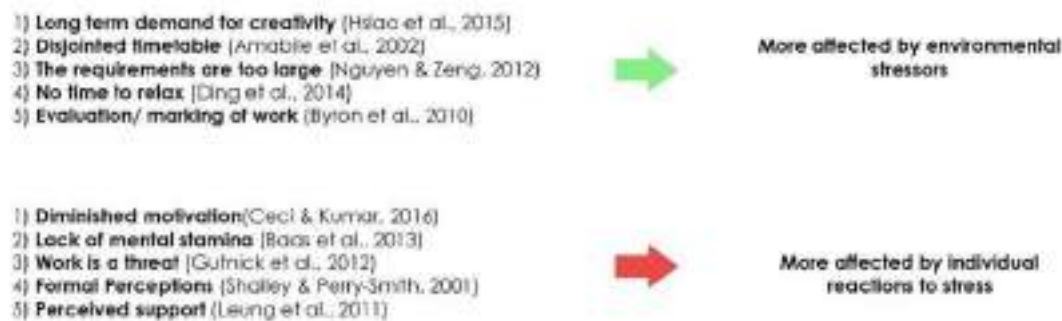 1) Long term demand for creativity (Hsiao et al., 2015)
2) Disjointed timetable (Amabile et al., 2002)
3) The requirements are too large (Nguyen & Zeng, 2012)
4) No time to relax (Ding et al., 2014)
5) Evaluation/ marking of work (Byron et al., 2010)
More affected by environmental
stressors
1) Diminished motivation(Ceci & Kumar, 2016)
2) Lack of mental stamina (Baas et al., 2013)
3) Work is a threat (Gutnick et al., 2012)
4) Formal Perceptions (Shalley & Perry-Smith, 2001)
5) Perceived support (Leung et al., 2011)
More affected by individual
reactions to stress